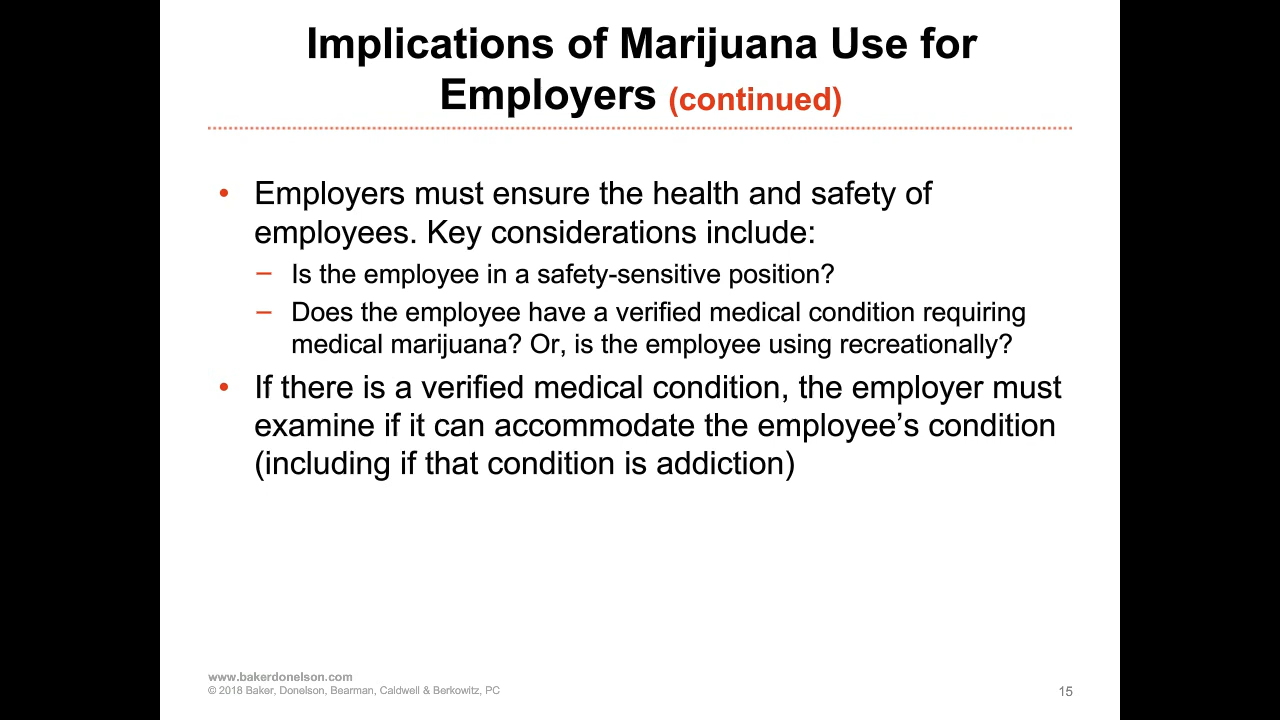 Implications of Marijuana Use for
Employers (continued)
• Employers must ensure the health and safety of
employees. Key considerations include:
– Is the employee in a safety-sensitive position?
– Does the employee have a verified medical condition requiring
medical marijuana? Or, is the employee using recreationally?
• If there is a verified medical condition, the employer must
examine if it can accommodate the employee’s condition
(including if that condition is addiction)
www.bakerdonelson.com
© 2018 Baker, Donelson, Bearman, Caldwell & Berkowitz, PC
15